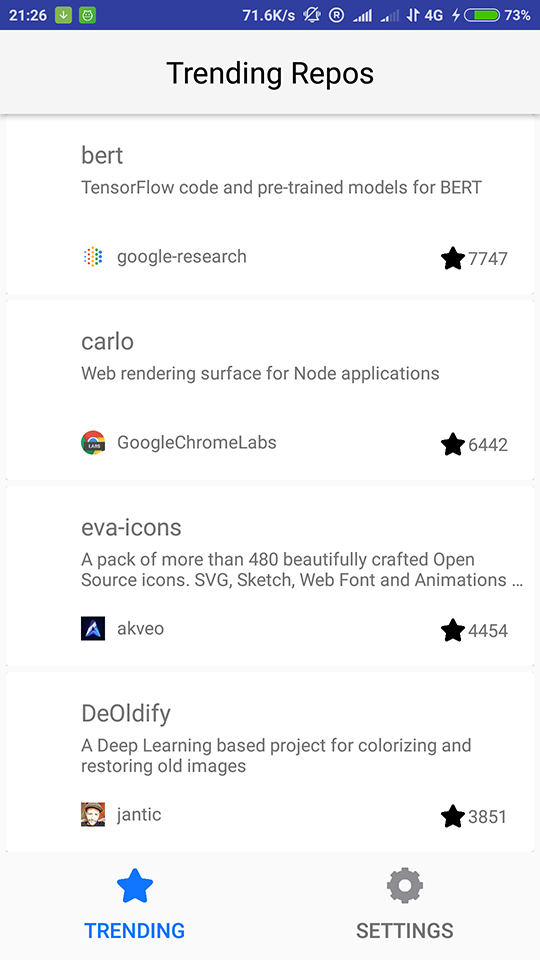 21:26 71.6K/s R 4G 73%
Trending Repos
bert
TensorFlow code and pre-trained models for BERT
google-research 7747
carlo
Web rendering surface for Node applications
LABS GoogleChromeLabs 6442
eva-icons
A pack of more than 480 beautifully crafted Open
Source icons. SVG, Sketch, Web Font and Animations ...
akveo 4454
DeOldify
A Deep Learning based project for colorizing and
restoring old images
jantic 3851
TRENDING SETTINGS